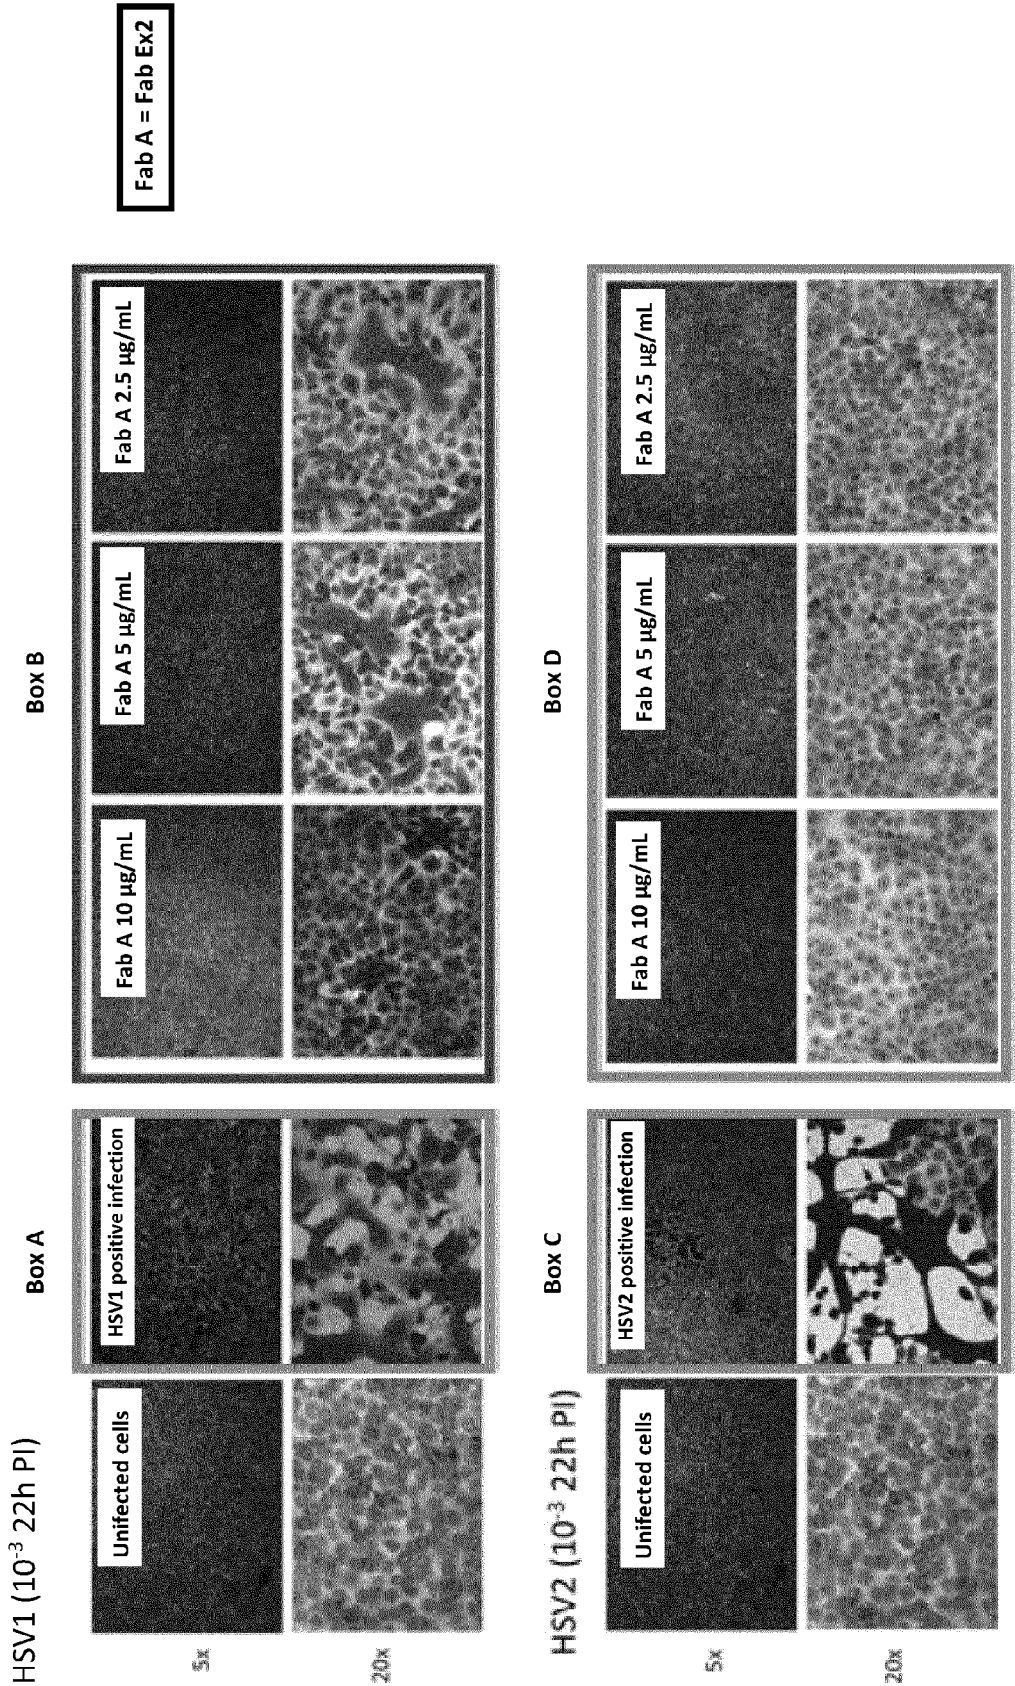 HSV1 (10⁻³ 22h PI)
Box A
Box B
Fab A = Fab Ex2
Unifected cells
HSV1 positive infection
Fab A 10 µg/mL
Fab A 5 µg/mL
Fab A 2.5 µg/mL
5x
20x
HSV2 (10⁻³ 22h PI)
Box C
Box D
Unifected cells
HSV2 positive infection
Fab A 10 µg/mL
Fab A 5 µg/mL
Fab A 2.5 µg/mL
5x
20x